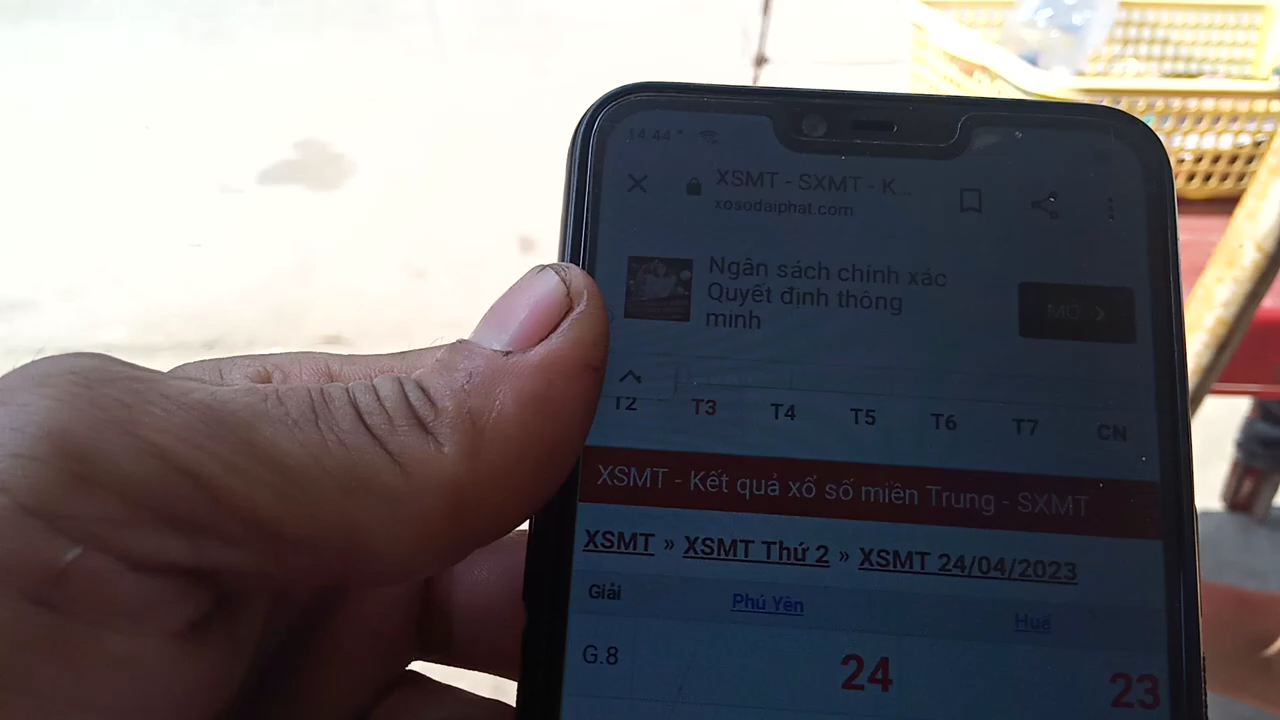 14:44
XSMT - SXMT - K...
xosodaiphat.com
Ngân sách chính xác
Quyết định thông
minh
MỞ
T2 T3 T4 T5 T6 T7 CN
XSMT - Kết quả xổ số miền Trung - SXMT
XSMT » XSMT Thứ 2 » XSMT 24/04/2023
Giải Phú Yên Huế
G.8 24 23